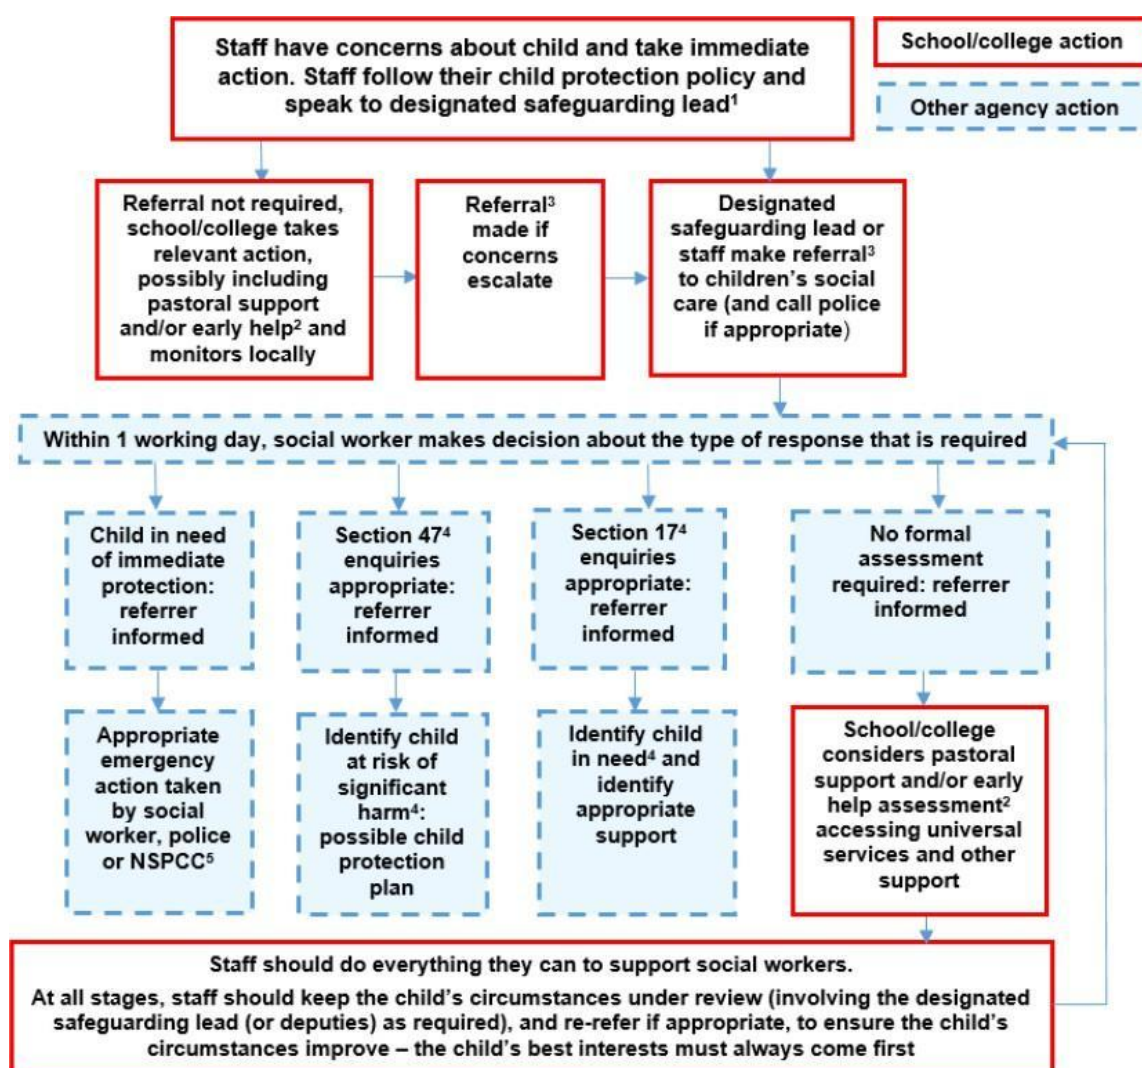 Staff have concerns about child and take immediate
action. Staff follow their child protection policy and
speak to designated safeguarding lead¹
School/college action
Other agency action
Referral not required,
school/college takes
relevant action,
possibly including
pastoral support
and/or early help² and
monitors locally
Referral³
made if
concerns
escalate
Designated
safeguarding lead or
staff make referral³
to children’s social
care (and call police
if appropriate)
Within 1 working day, social worker makes decision about the type of response that is required
Child in need
of immediate
protection:
referrer
informed
Section 47⁴
enquiries
appropriate:
referrer
informed
Section 17⁴
enquiries
appropriate:
referrer
informed
No formal
assessment
required: referrer
informed
Appropriate
emergency
action taken
by social
worker, police
or NSPCC⁵
Identify child
at risk of
significant
harm⁴:
possible child
protection
plan
Identify child
in need⁴ and
identify
appropriate
support
School/college
considers pastoral
support and/or early
help assessment²
accessing universal
services and other
support
Staff should do everything they can to support social workers.
At all stages, staff should keep the child’s circumstances under review (involving the designated
safeguarding lead (or deputies) as required), and re-refer if appropriate, to ensure the child’s
circumstances improve – the child’s best interests must always come first